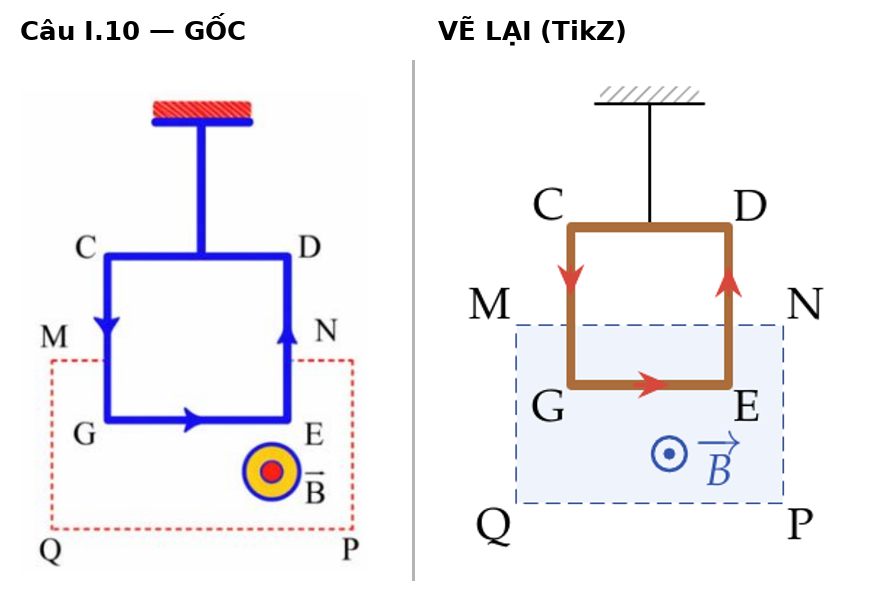 Câu I.10 — GỐC
C D
M N
G E
B
Q P
VẼ LẠI (TikZ)
C D
M N
G E
B
Q P